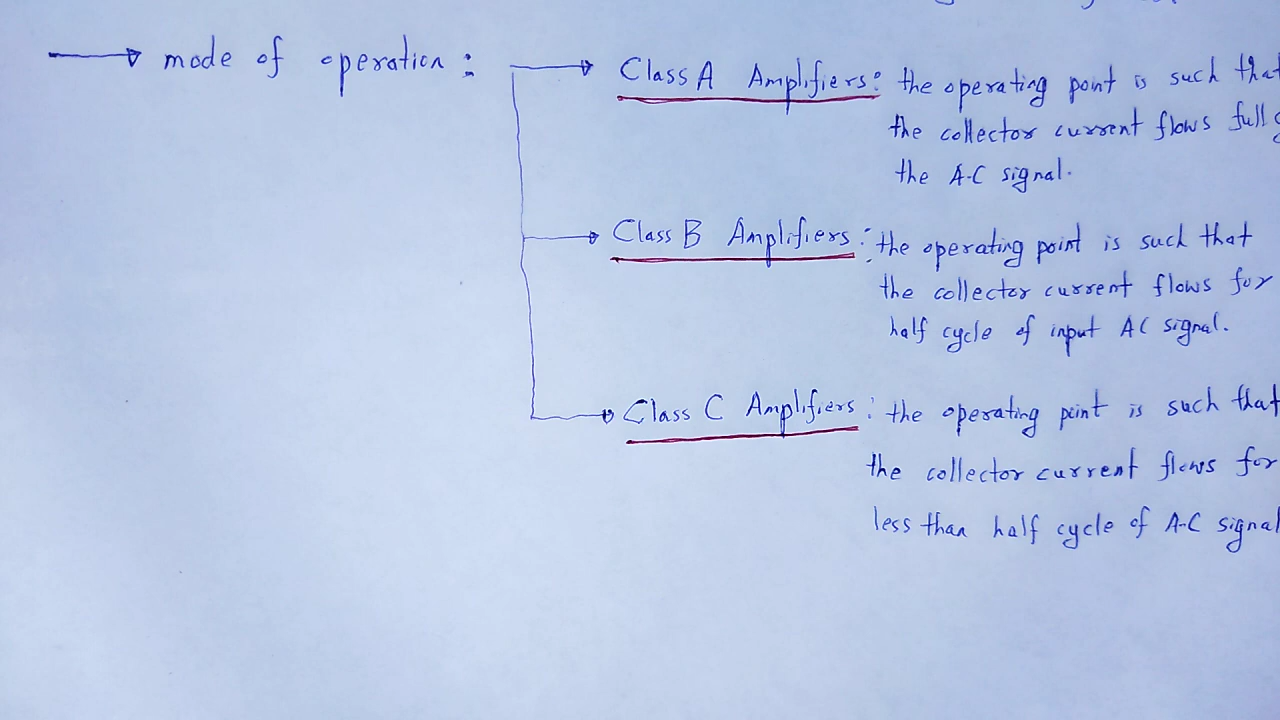 mode of operation :
Class A Amplifiers: the operating point is such that
the collector current flows full
the A-C signal.
Class B Amplifiers : the operating point is such that
the collector current flows for
half cycle of input AC signal.
Class C Amplifiers : the operating point is such that
the collector current flows for
less than half cycle of A-C signal